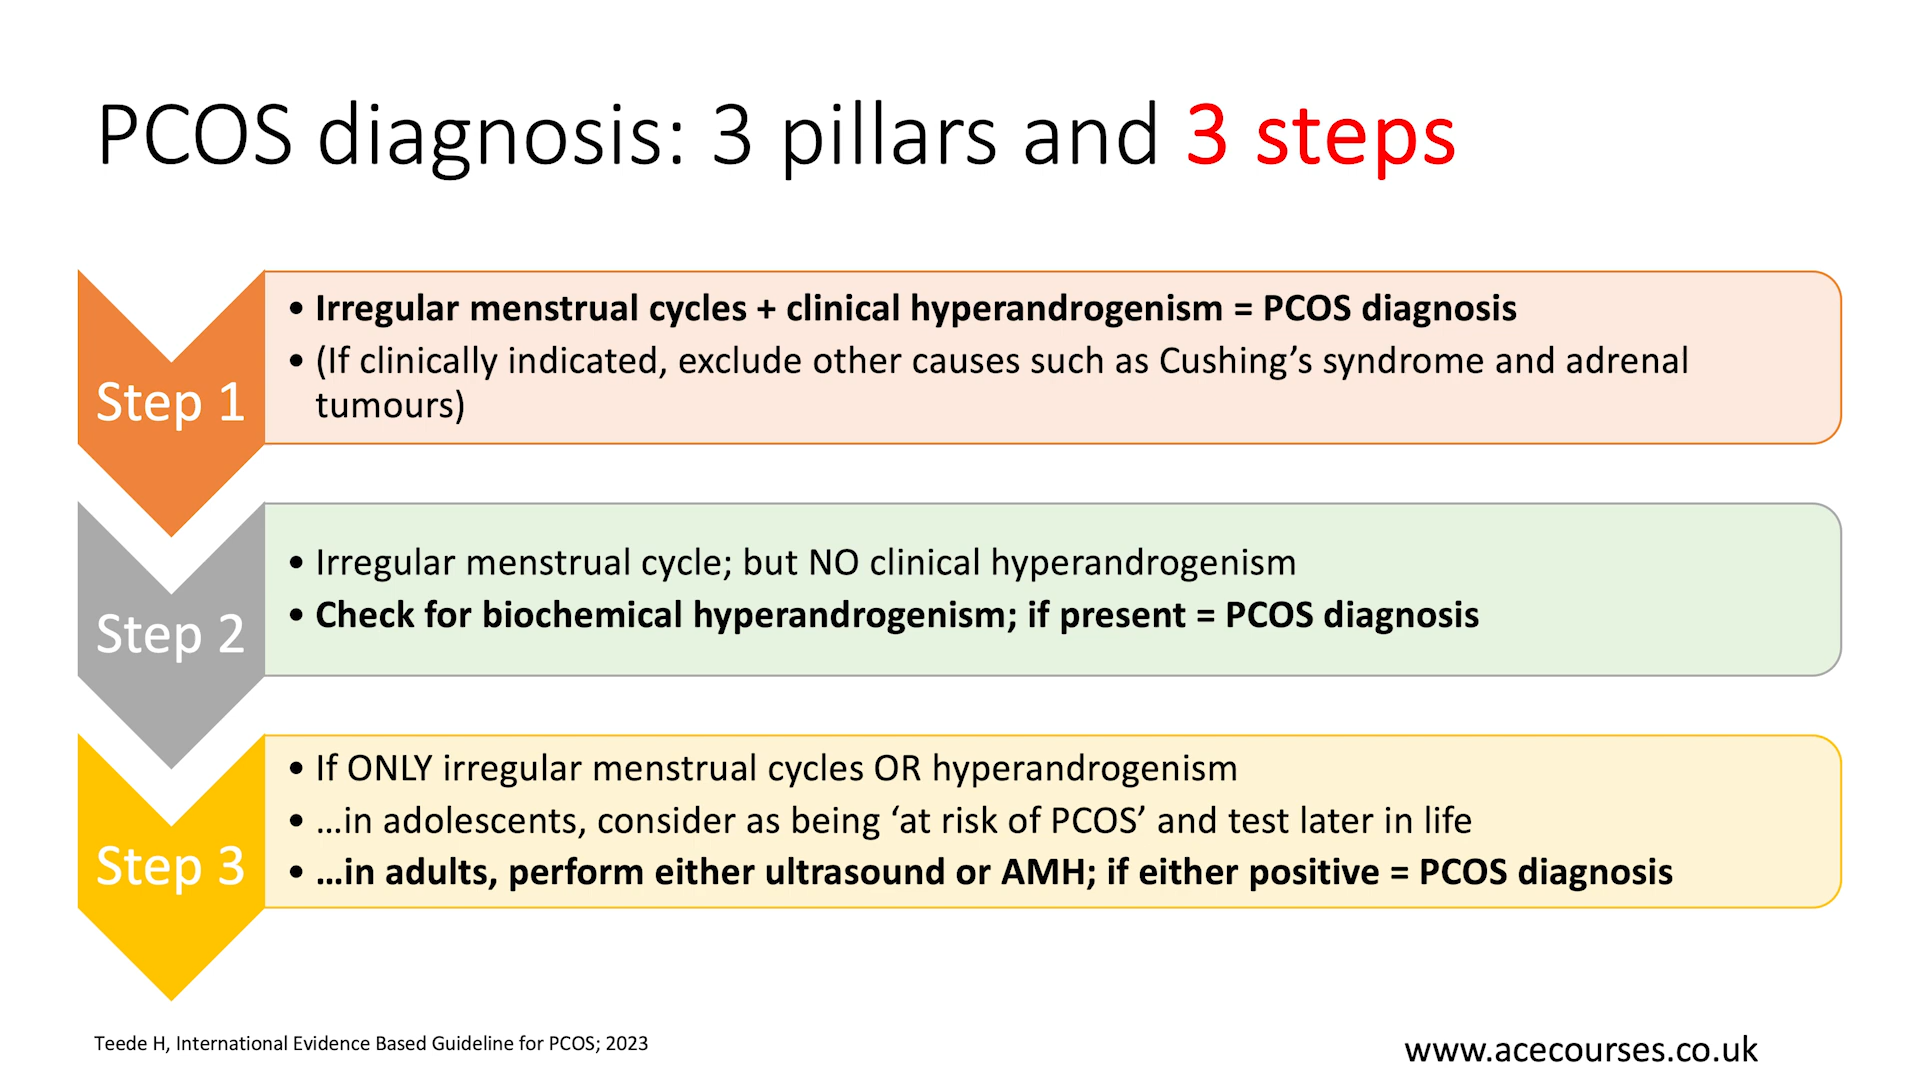 PCOS diagnosis: 3 pillars and 3 steps
Step 1
• Irregular menstrual cycles + clinical hyperandrogenism = PCOS diagnosis
• (If clinically indicated, exclude other causes such as Cushing’s syndrome and adrenal
tumours)
Step 2
• Irregular menstrual cycle; but NO clinical hyperandrogenism
• Check for biochemical hyperandrogenism; if present = PCOS diagnosis
Step 3
• If ONLY irregular menstrual cycles OR hyperandrogenism
• …in adolescents, consider as being ‘at risk of PCOS’ and test later in life
• …in adults, perform either ultrasound or AMH; if either positive = PCOS diagnosis
Teede H, International Evidence Based Guideline for PCOS; 2023
www.acecourses.co.uk